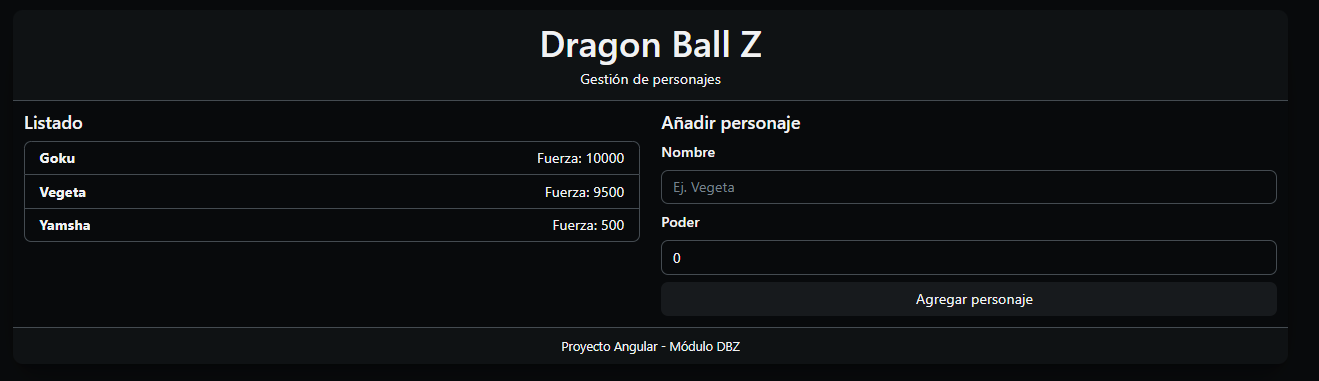 Dragon Ball Z
Gestión de personajes
Listado
Goku Fuerza: 10000
Vegeta Fuerza: 9500
Yamsha Fuerza: 500
Añadir personaje
Nombre
Ej. Vegeta
Poder
0
Agregar personaje
Proyecto Angular - Módulo DBZ